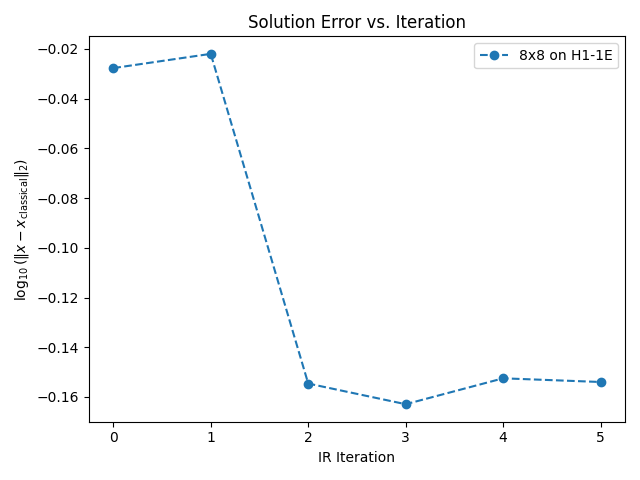 Solution Error vs. Iteration
8x8 on H1-1E
−0.02
−0.04
−0.06
−0.08
−0.10
−0.12
−0.14
−0.16
log₁₀(‖x − x_classical‖₂)
0 1 2 3 4 5
IR Iteration